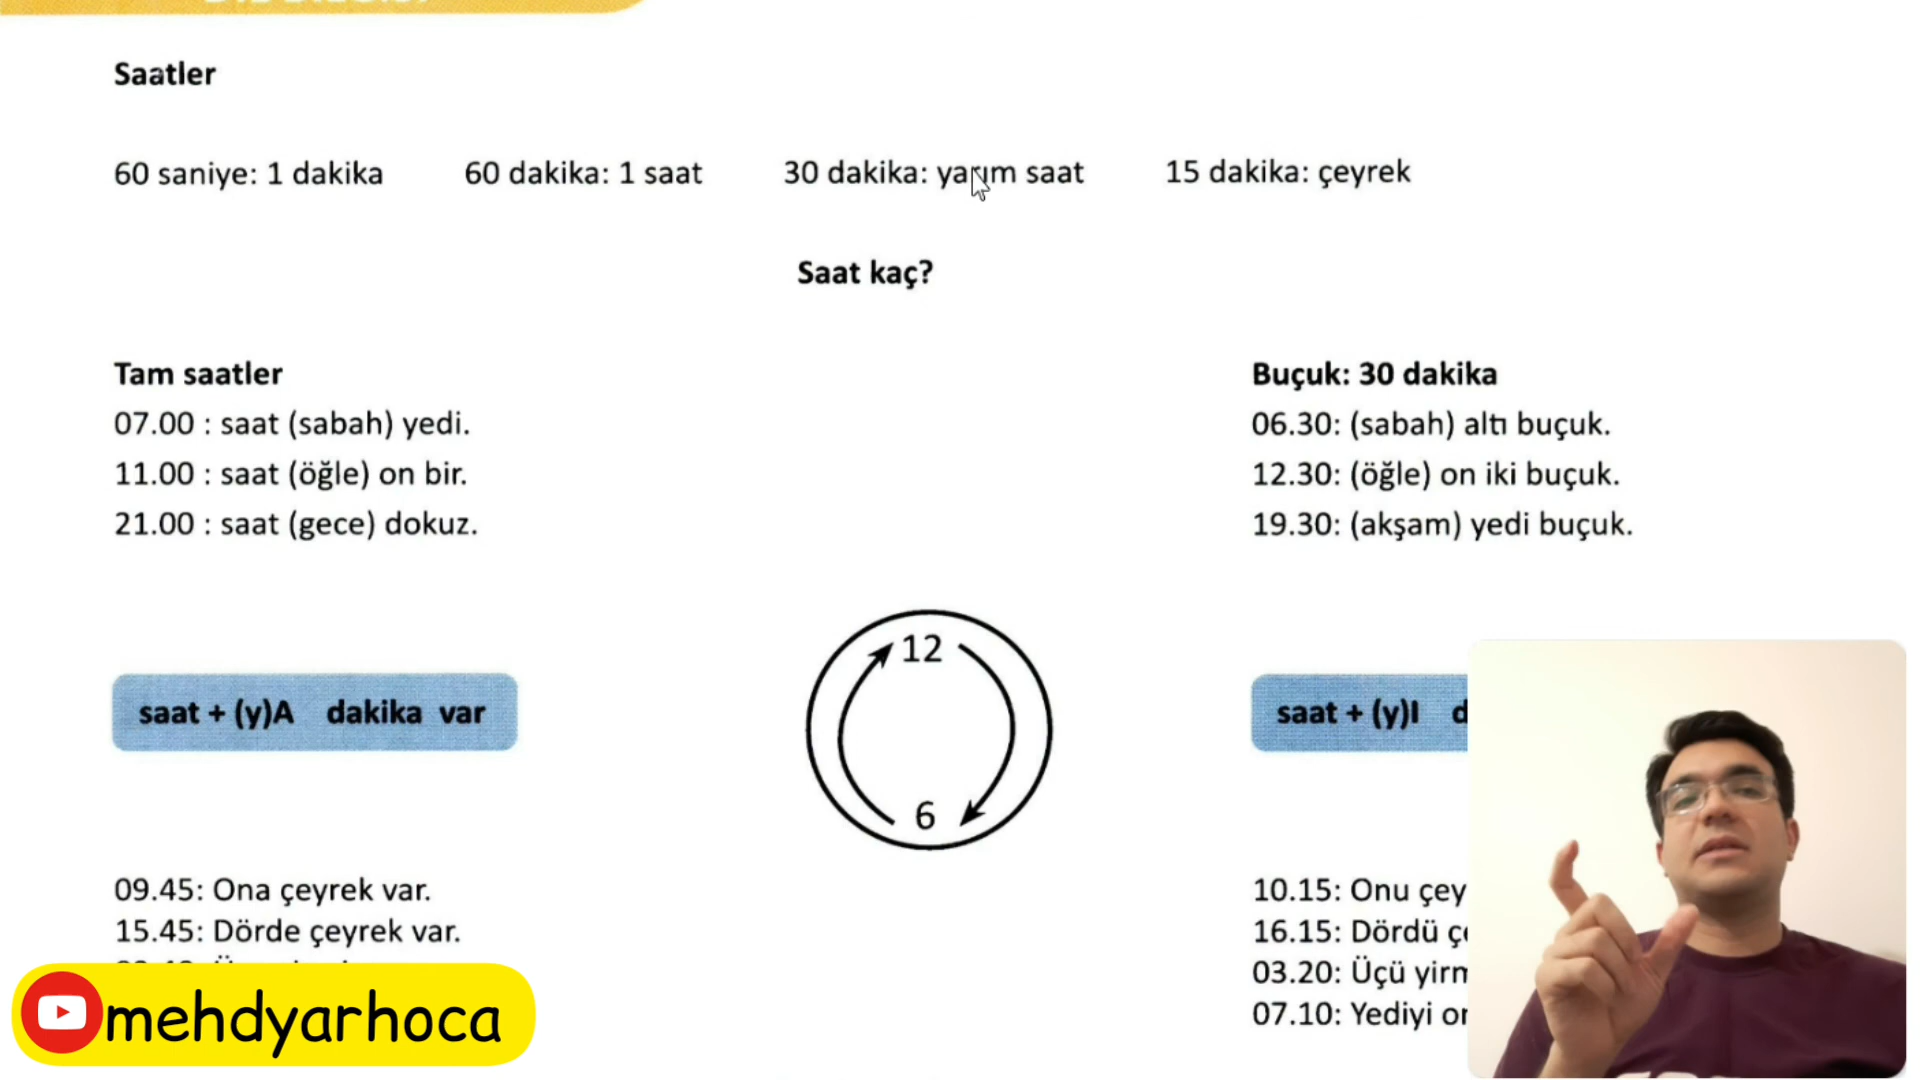 Saatler
60 saniye: 1 dakika 60 dakika: 1 saat 30 dakika: yarım saat 15 dakika: çeyrek
Saat kaç?
Tam saatler
07.00 : saat (sabah) yedi.
11.00 : saat (öğle) on bir.
21.00 : saat (gece) dokuz.
Buçuk: 30 dakika
06.30: (sabah) altı buçuk.
12.30: (öğle) on iki buçuk.
19.30: (akşam) yedi buçuk.
saat + (y)A dakika var
12
6
saat + (y)I d
09.45: Ona çeyrek var.
15.45: Dörde çeyrek var.
10.15: Onu çey
16.15: Dördü ç
03.20: Üçü yirm
07.10: Yediyi
mehdyarhoca